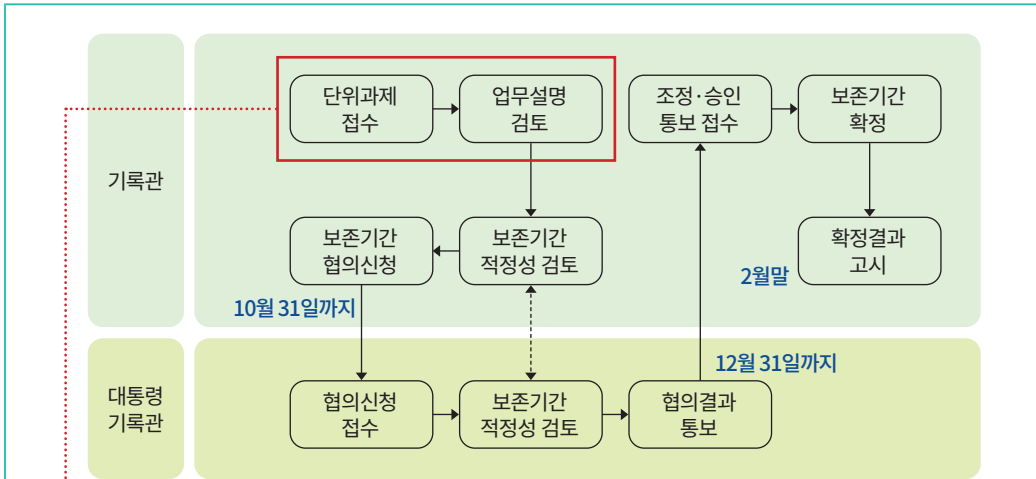 기록관
단위과제
접수
업무설명
검토
조정·승인
통보 접수
보존기간
확정
보존기간
협의신청
보존기간
적정성 검토
확정결과
고시
10월 31일까지
2월말
대통령
기록관
12월 31일까지
협의신청
접수
보존기간
적정성 검토
협의결과
통보